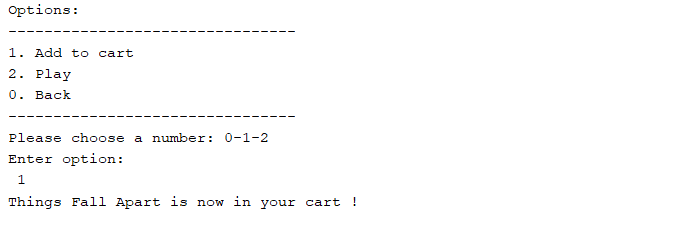 Options:
--------------------------------
1. Add to cart
2. Play
0. Back
--------------------------------
Please choose a number: 0-1-2
Enter option:
 1
Things Fall Apart is now in your cart !